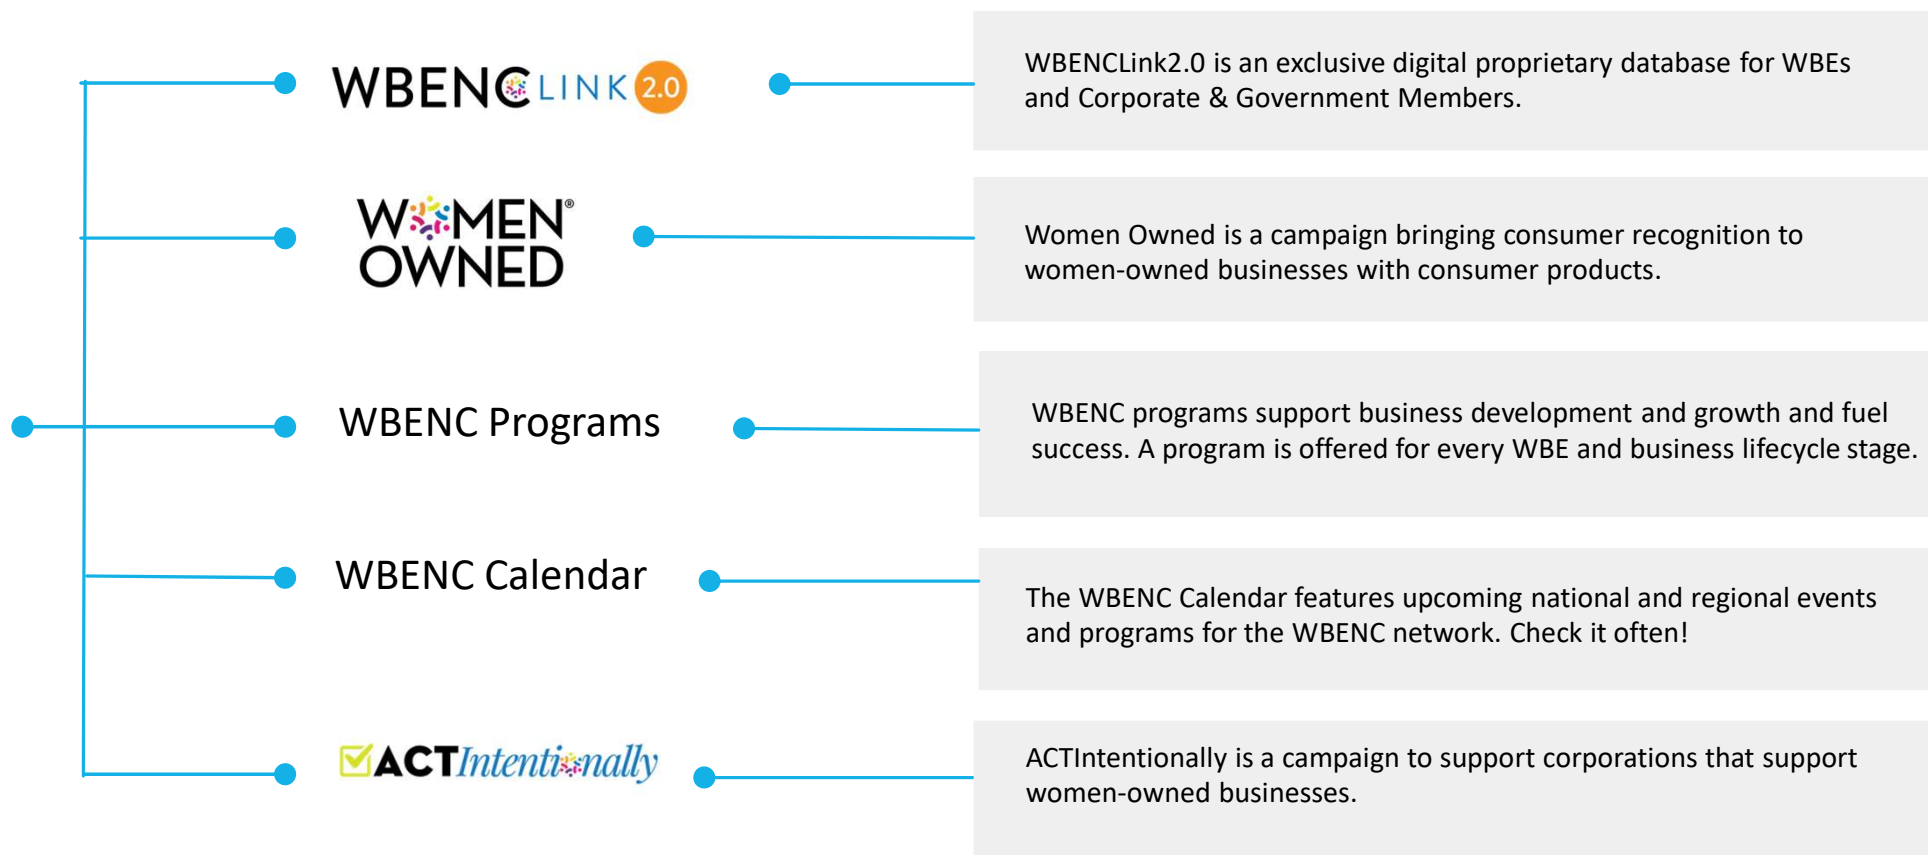 WBENC LINK 2.0
WBENCLink2.0 is an exclusive digital proprietary database for WBEs
and Corporate & Government Members.
WOMEN®
OWNED
Women Owned is a campaign bringing consumer recognition to
women-owned businesses with consumer products.
WBENC Programs
WBENC programs support business development and growth and fuel
success. A program is offered for every WBE and business lifecycle stage.
WBENC Calendar
The WBENC Calendar features upcoming national and regional events
and programs for the WBENC network. Check it often!
ACTIntentionally
ACTIntentionally is a campaign to support corporations that support
women-owned businesses.